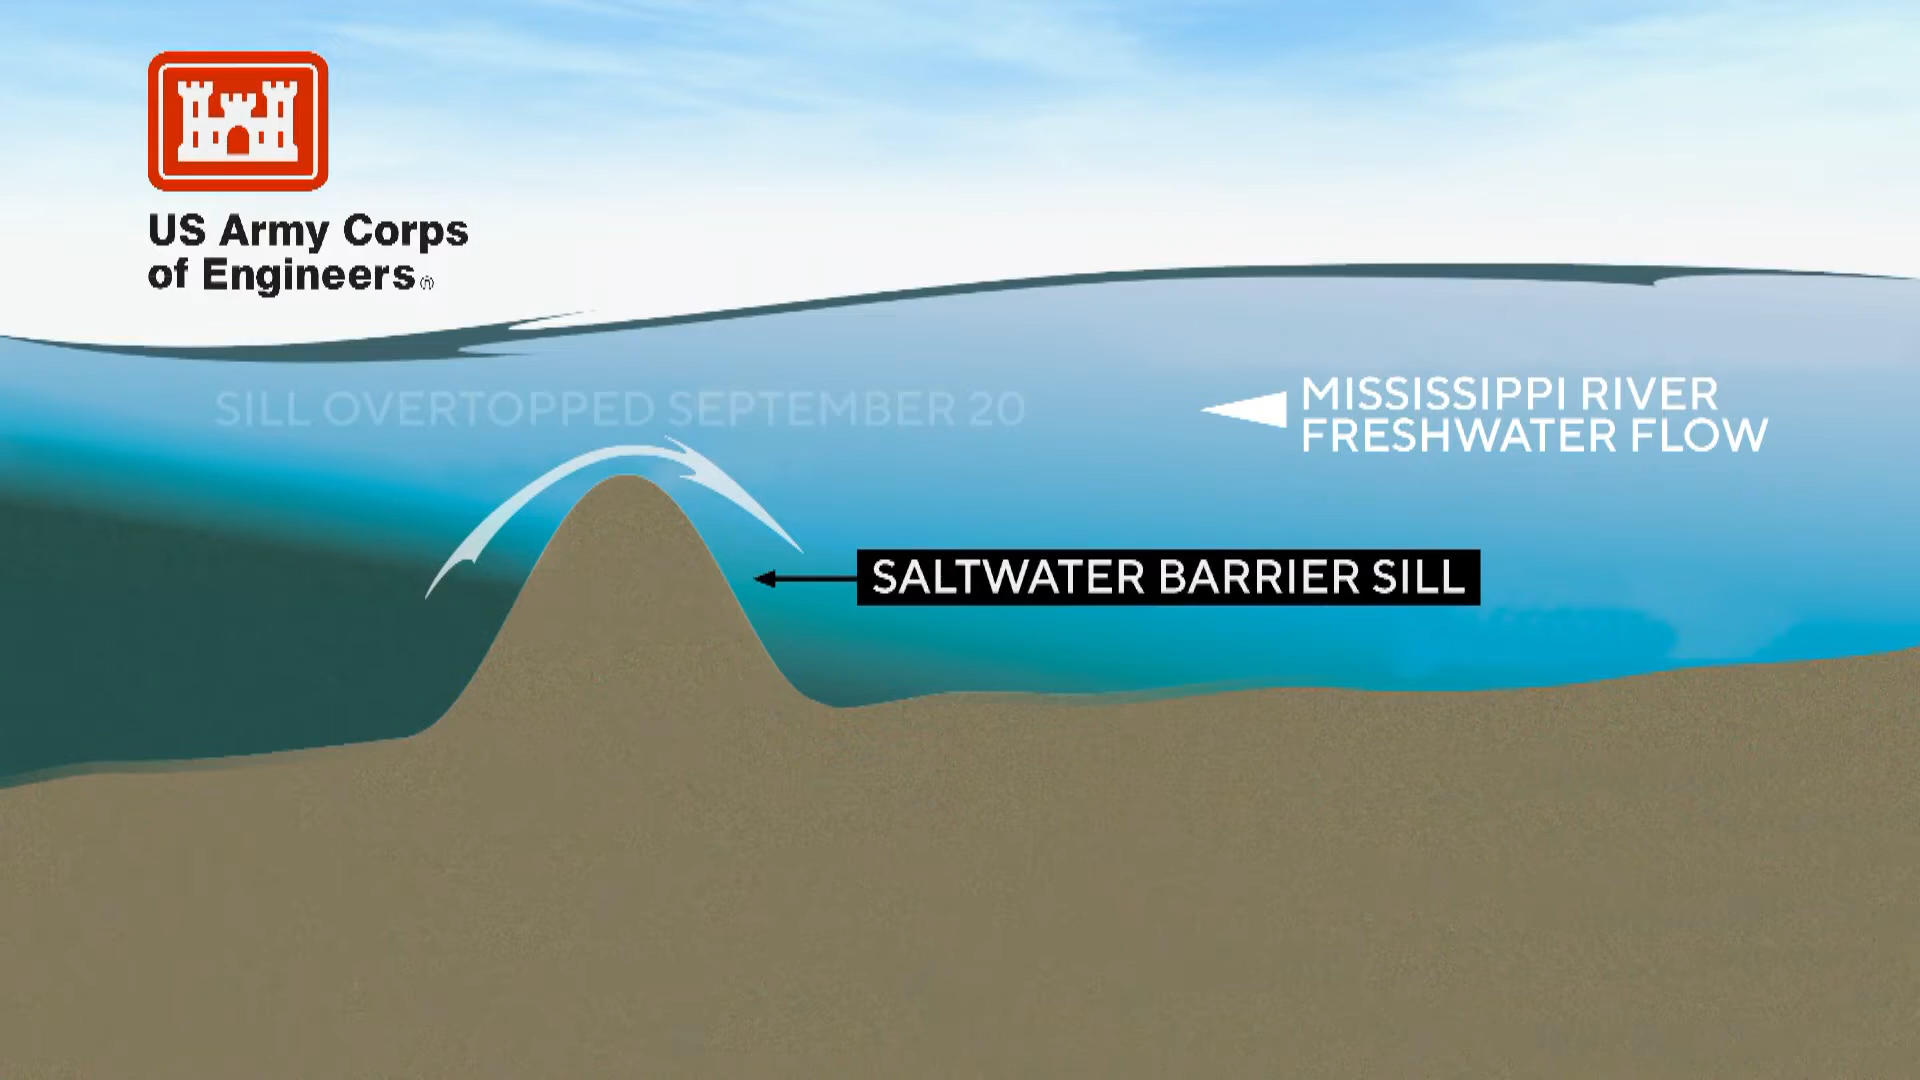 US Army Corps
of Engineers®
SILL OVERTOPPED SEPTEMBER 20
MISSISSIPPI RIVER
FRESHWATER FLOW
SALTWATER BARRIER SILL